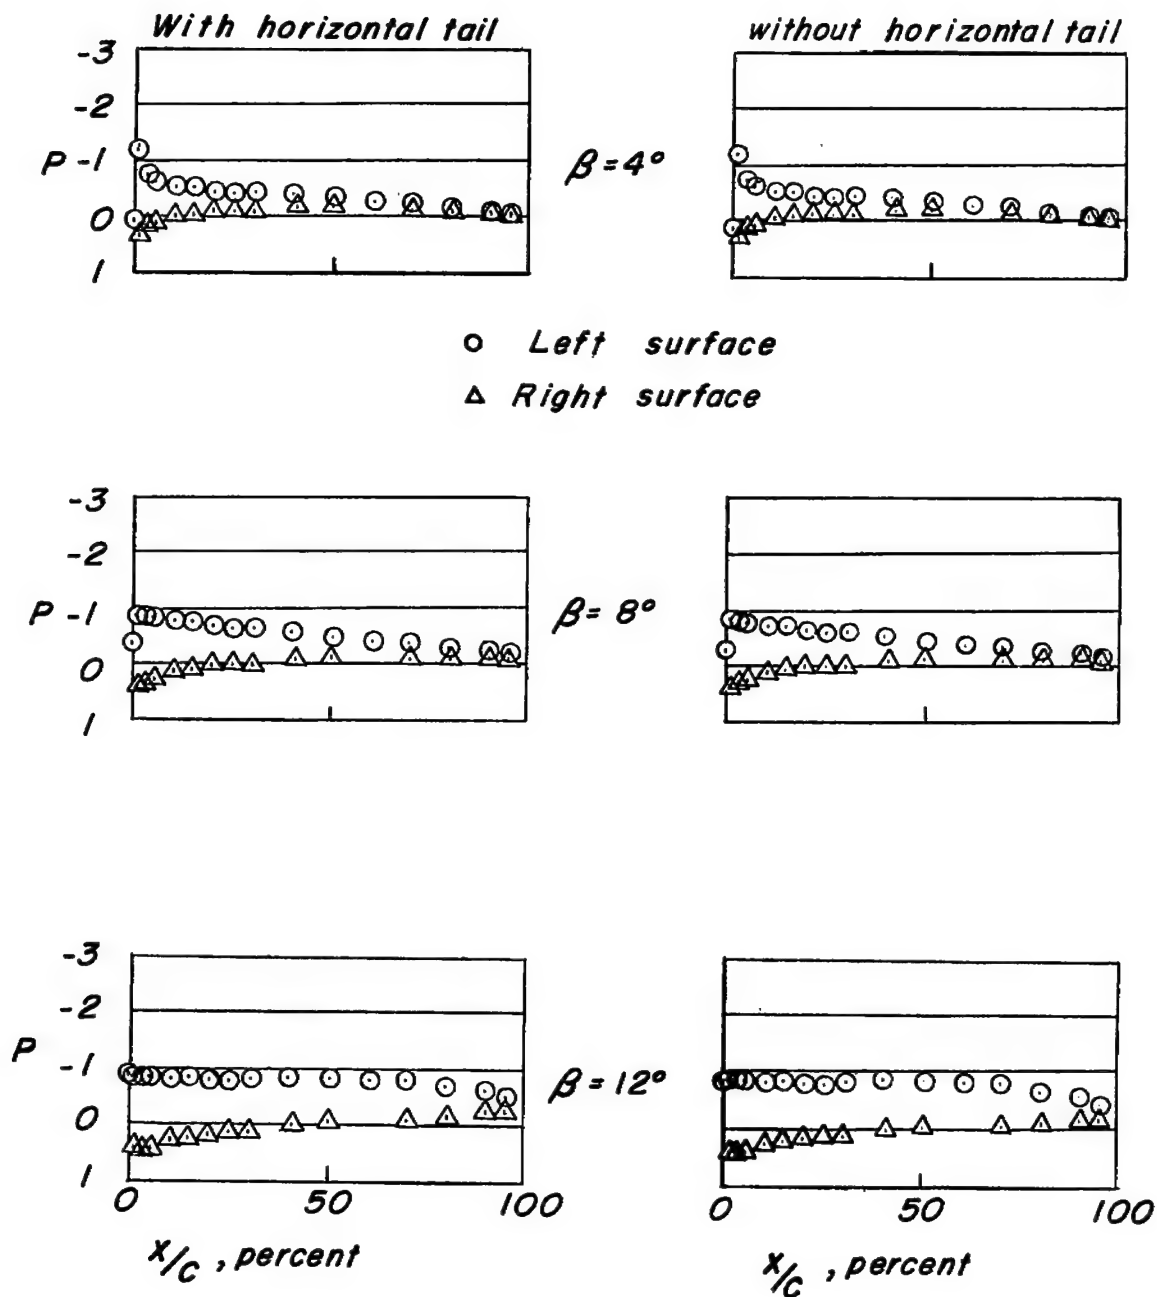 With horizontal tail
without horizontal tail
-3
-2
P -1
0
1
β = 4°
Left surface
Right surface
-3
-2
P -1
0
1
β = 8°
-3
-2
P -1
0
1
β = 12°
0 50 100
0 50 100
x/c , percent
x/c , percent